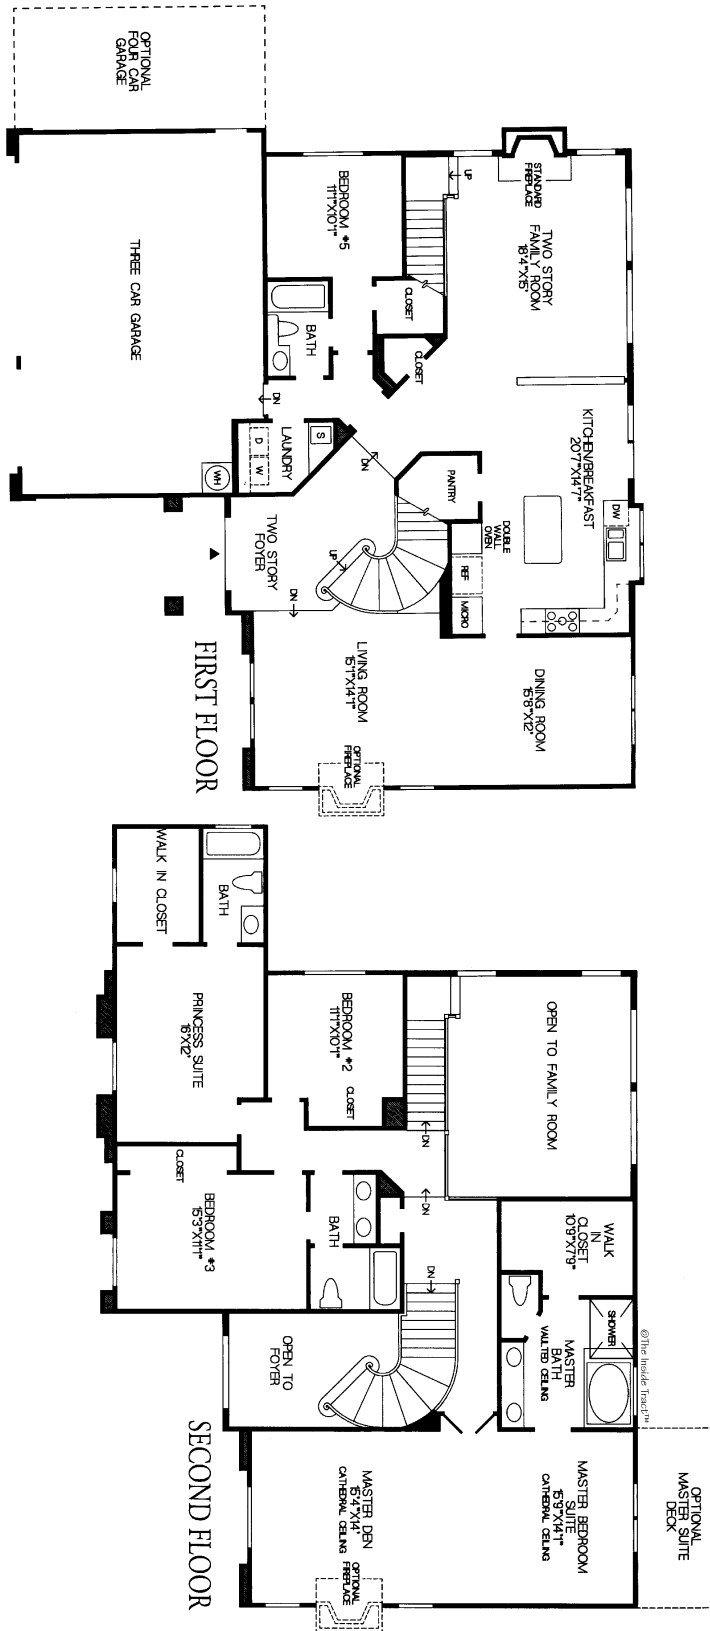 OPTIONAL
FOUR CAR
GARAGE
THREE CAR GARAGE
BEDROOM #5
11'1"X10'1"
UP
STANDARD
FIREPLACE
TWO STORY
FAMILY ROOM
18'4"X15'
CLOSET
BATH
CLOSET
DN
LAUNDRY
S
D
W
WH
DN
PANTRY
KITCHEN/BREAKFAST
20'7"X14'7"
DW
DOUBLE
WALL
OVEN
REF
MICRO
TWO STORY
FOYER
UP
DN
LIVING ROOM
15'1"X14'1"
DINING ROOM
15'8"X12'
OPTIONAL
FIREPLACE
FIRST FLOOR
WALK IN CLOSET
BATH
PRINCESS SUITE
16'X12'
BEDROOM #2
11'1"X10'1"
CLOSET
OPEN TO FAMILY ROOM
DN
DN
CLOSET
BEDROOM #3
15'3"X11'1"
BATH
DN
WALK
IN
CLOSET
10'9"X7'9"
SHOWER
MASTER
BATH
VAULTED CEILING
OPEN TO
FOYER
©The Inside Tract™
MASTER DEN
15'4"X14'
CATHEDRAL CEILING
OPTIONAL
FIREPLACE
MASTER BEDROOM
SUITE
15'9"X14'1"
CATHEDRAL CEILING
OPTIONAL
MASTER SUITE
DECK
SECOND FLOOR